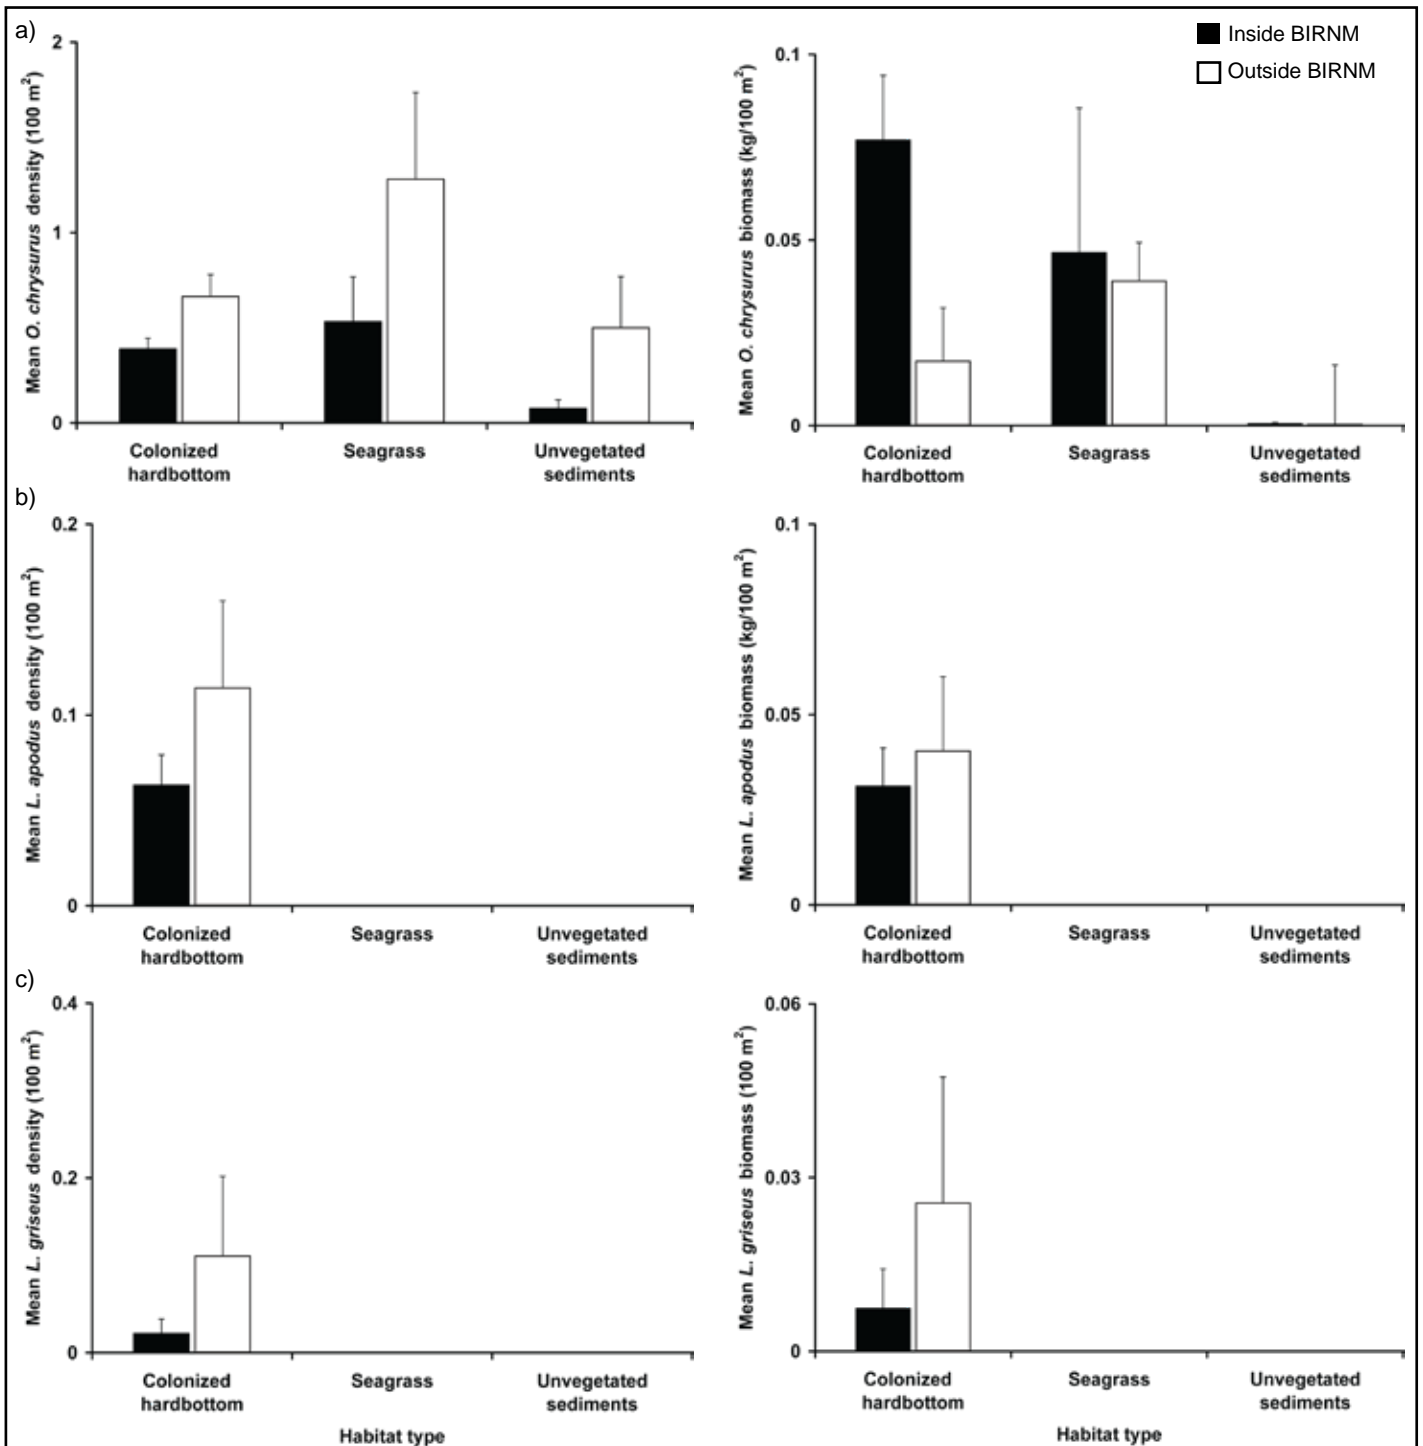 a)
Inside BIRNM
Outside BIRNM
Mean O. chrysurus density (100 m²)
2
1
0
Colonized hardbottom
Seagrass
Unvegetated sediments
Mean O. chrysurus biomass (kg/100 m²)
0.1
0.05
0
Colonized hardbottom
Seagrass
Unvegetated sediments
b)
Mean L. apodus density (100 m²)
0.2
0.1
0
Colonized hardbottom
Seagrass
Unvegetated sediments
Mean L. apodus biomass (kg/100 m²)
0.1
0.05
0
Colonized hardbottom
Seagrass
Unvegetated sediments
c)
Mean L. griseus density (100 m²)
0.4
0.2
0
Colonized hardbottom
Seagrass
Unvegetated sediments
Habitat type
Mean L. griseus biomass (100 m²)
0.06
0.03
0
Colonized hardbottom
Seagrass
Unvegetated sediments
Habitat type